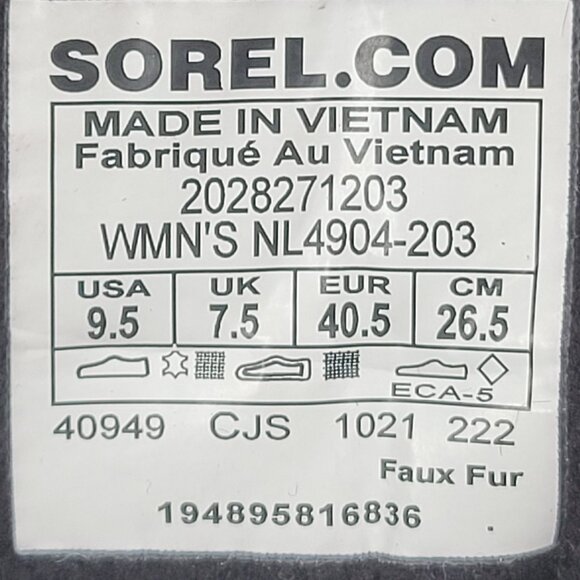 SOREL.COM
MADE IN VIETNAM
Fabriqué Au Vietnam
2028271203
WMN'S NL4904-203
USA UK EUR CM
9.5 7.5 40.5 26.5
ECA-5
40949 CJS 1021 222
Faux Fur
194895816836